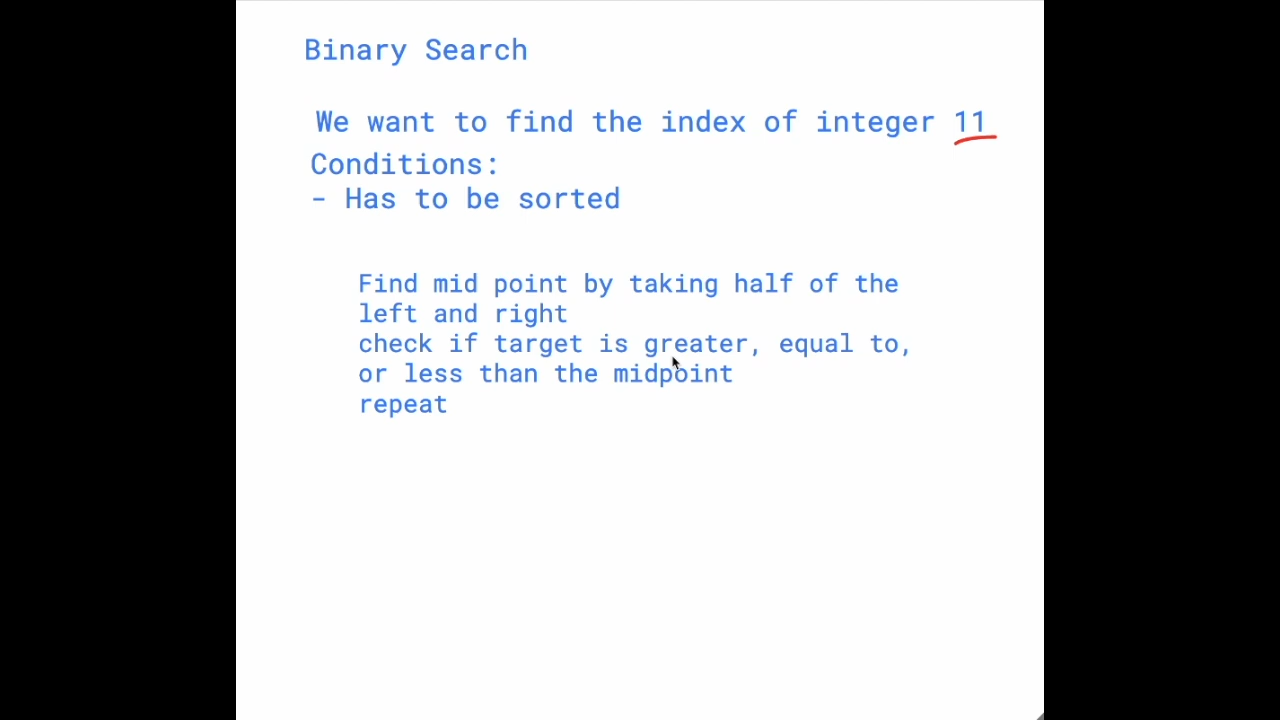 Binary Search
We want to find the index of integer 11
Conditions:
- Has to be sorted
Find mid point by taking half of the
left and right
check if target is greater, equal to,
or less than the midpoint
repeat